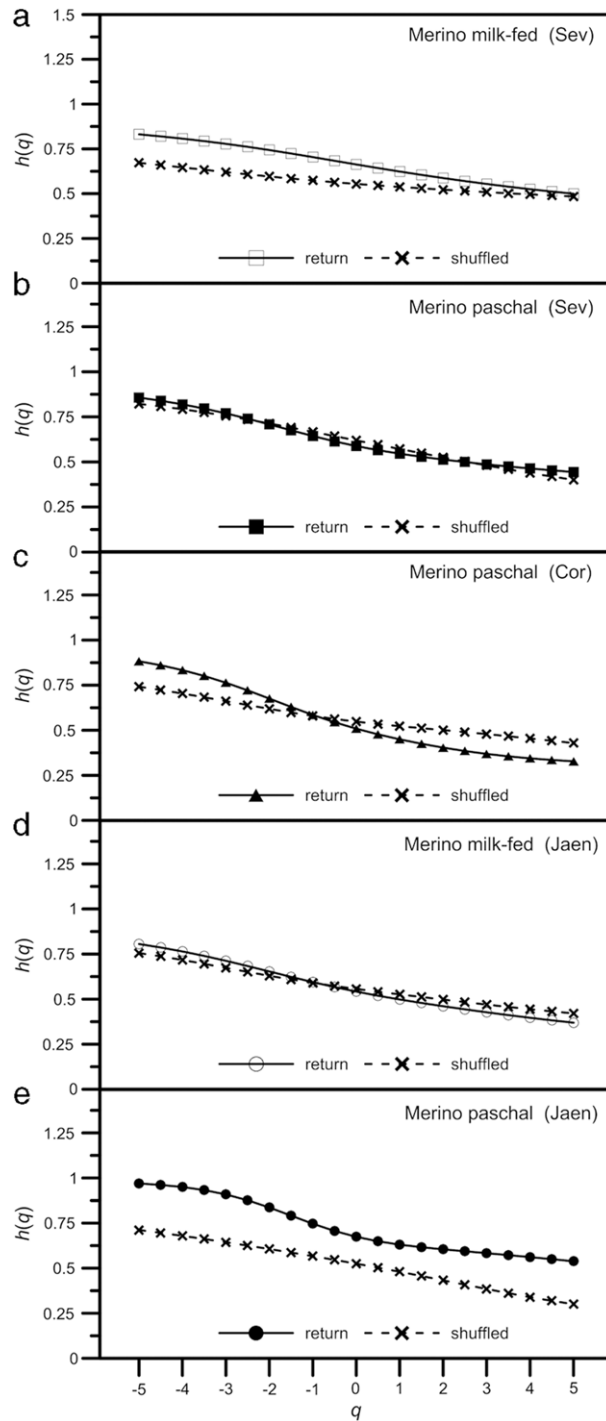 a
1.5
Merino milk-fed (Sev)
1.25
1
h(q)
0.75
0.5
0.25
return shuffled
0
b
Merino paschal (Sev)
1.25
1
h(q)
0.75
0.5
0.25
return shuffled
0
c
Merino paschal (Cor)
1.25
1
h(q)
0.75
0.5
0.25
return shuffled
0
d
Merino milk-fed (Jaen)
1.25
1
h(q)
0.75
0.5
0.25
return shuffled
0
e
Merino paschal (Jaen)
1.25
1
h(q)
0.75
0.5
0.25
return shuffled
0
-5 -4 -3 -2 -1 0 1 2 3 4 5
q